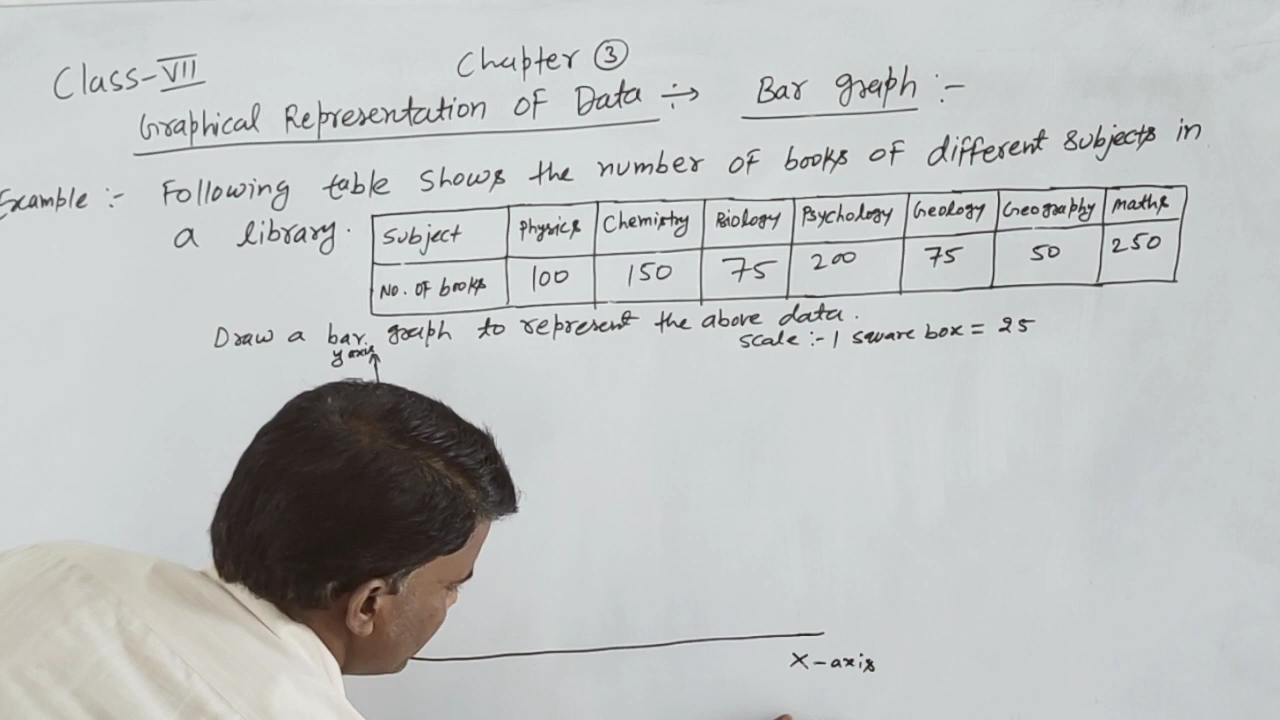 Class-VII
Chapter 3
Graphical Representation of Data ÷→ Bar graph :-
Example :- Following table shows the number of books of different subjects in
a library.
Subject Physics Chemistry Biology Psychology Geology Geography maths
No. of books 100 150 75 200 75 50 250
Draw a bar graph to represent the above data.
scale :- 1 square box = 25
y axis
X-axis